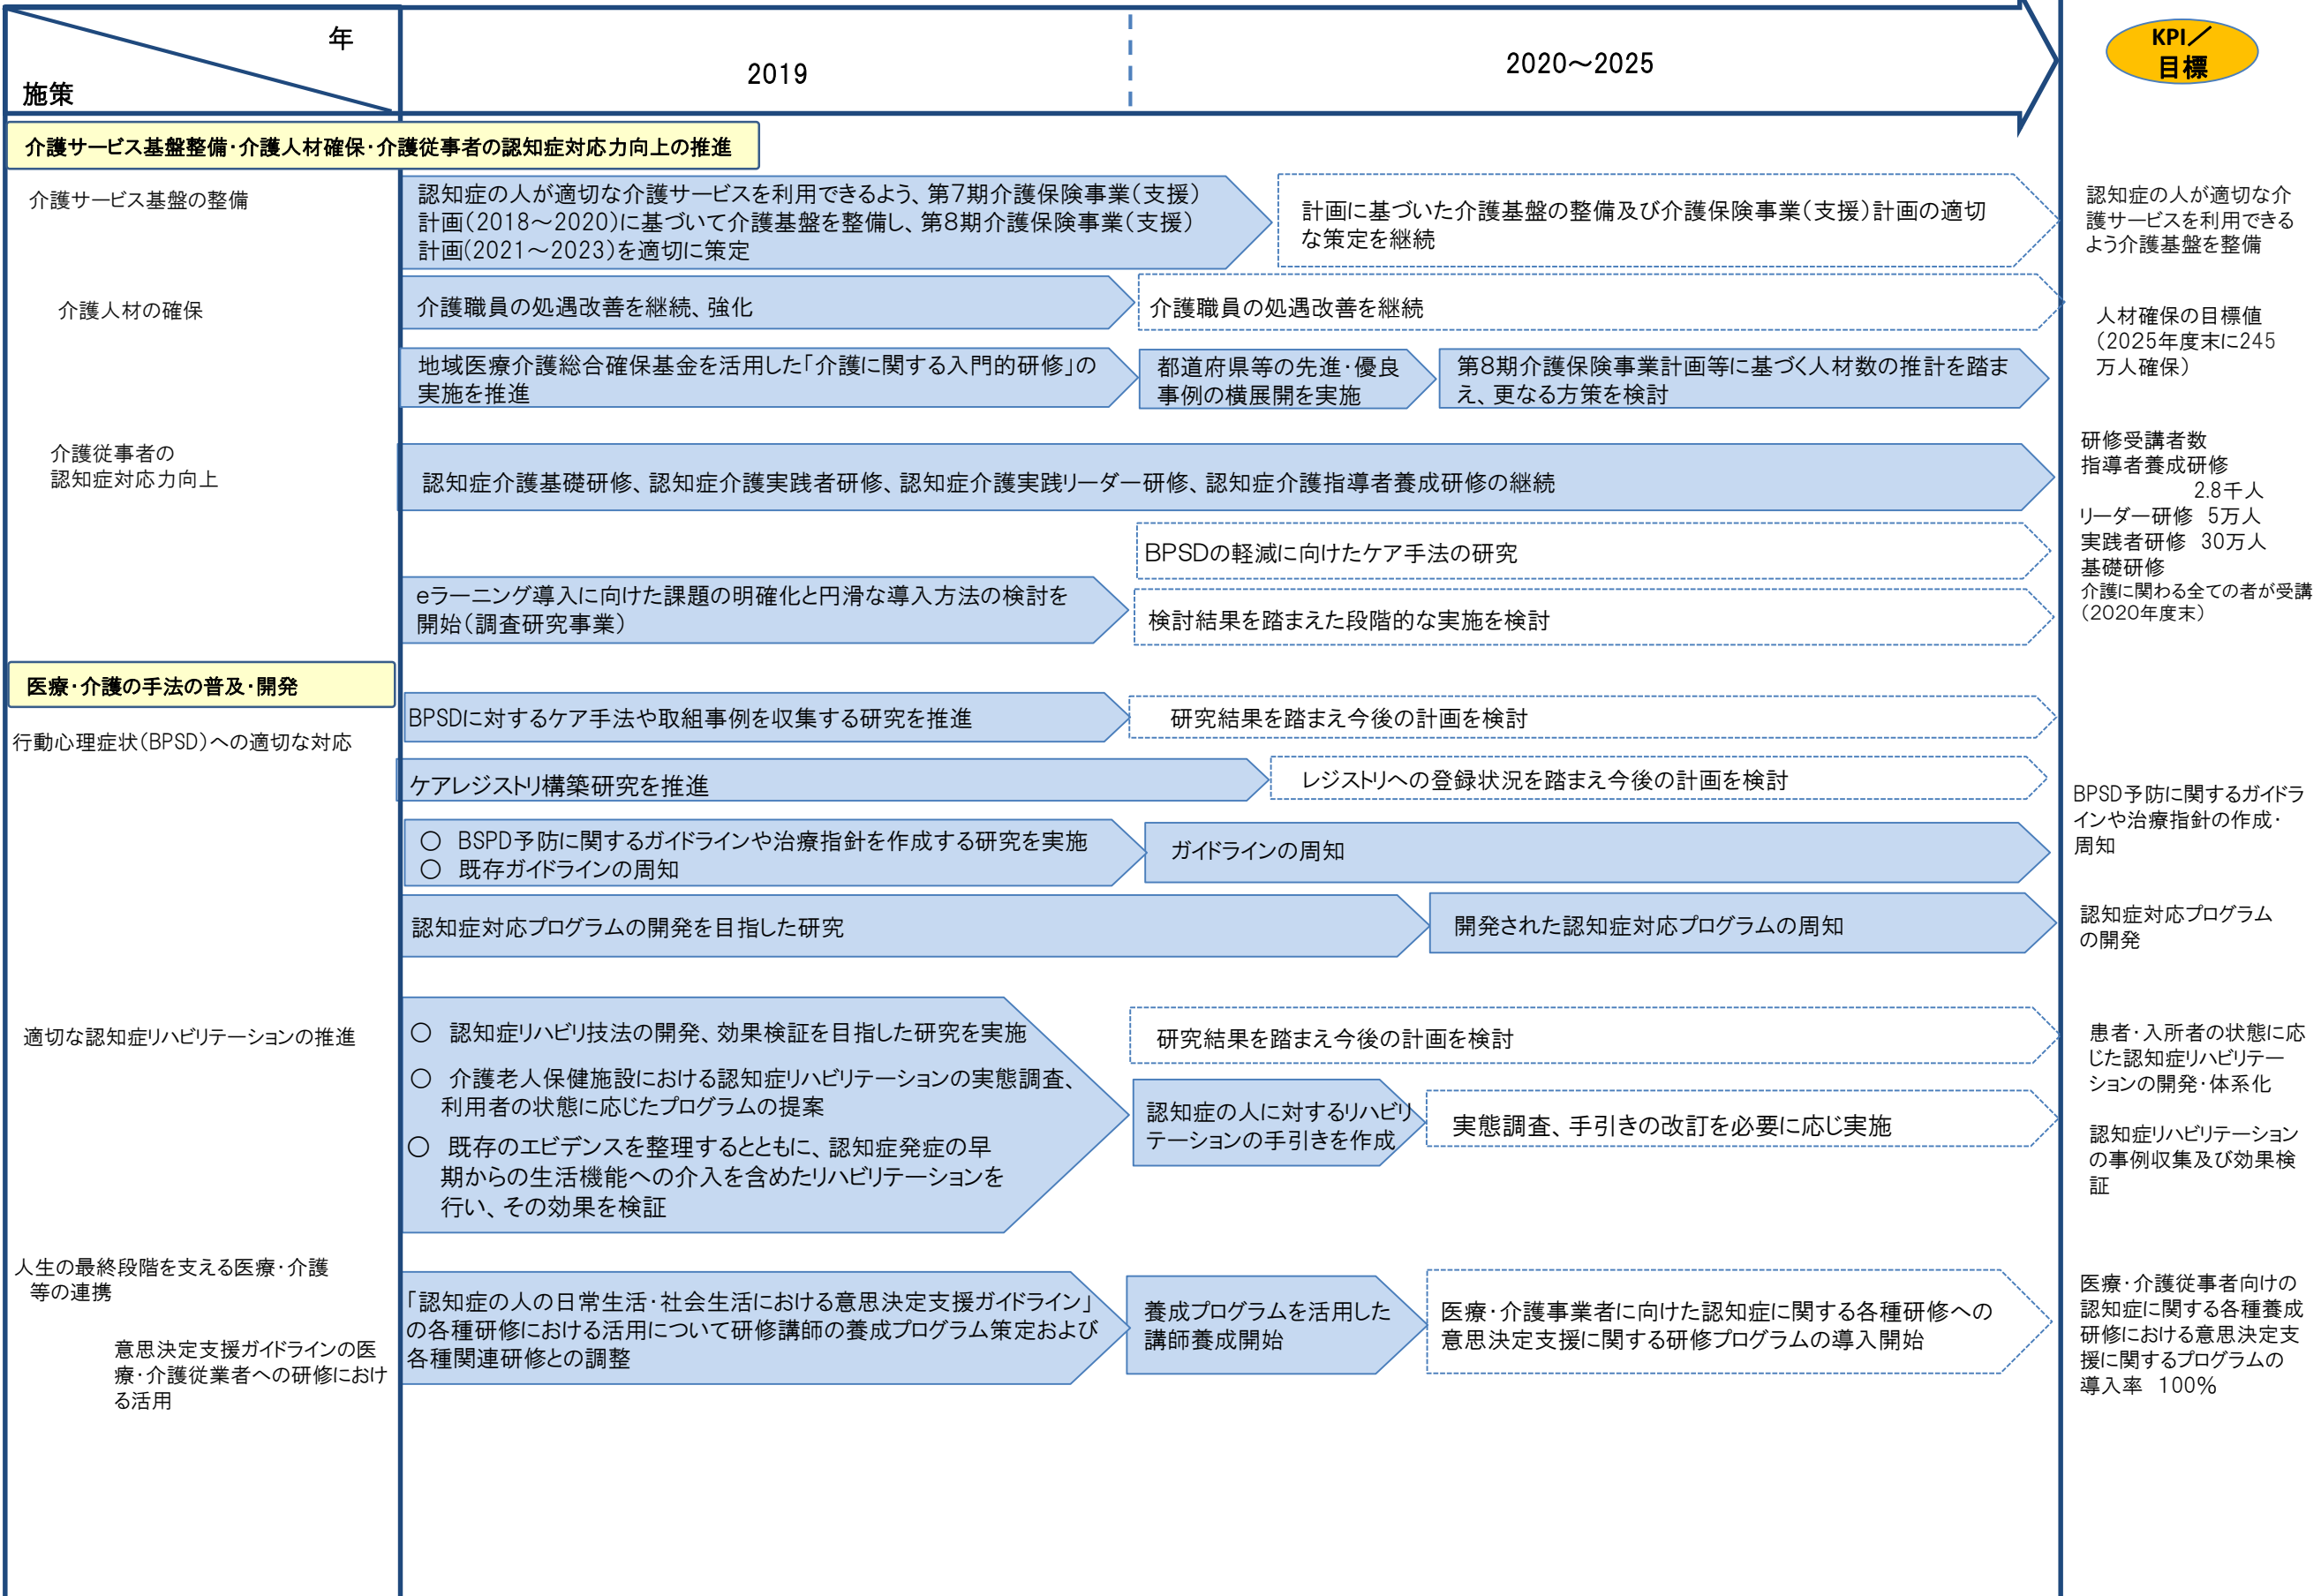 年
施策
2019
2020～2025
KPI／
目標
介護サービス基盤整備・介護人材確保・介護従事者の認知症対応力向上の推進
介護サービス基盤の整備
認知症の人が適切な介護サービスを利用できるよう、第7期介護保険事業（支援）
計画（2018～2020）に基づいて介護基盤を整備し、第8期介護保険事業（支援）
計画(2021～2023)を適切に策定
計画に基づいた介護基盤の整備及び介護保険事業（支援）計画の適切
な策定を継続
認知症の人が適切な介
護サービスを利用できる
よう介護基盤を整備
介護人材の確保
介護職員の処遇改善を継続、強化
介護職員の処遇改善を継続
人材確保の目標値
（2025年度末に245
万人確保）
地域医療介護総合確保基金を活用した「介護に関する入門的研修」の
実施を推進
都道府県等の先進・優良
事例の横展開を実施
第8期介護保険事業計画等に基づく人材数の推計を踏ま
え、更なる方策を検討
介護従事者の
認知症対応力向上
認知症介護基礎研修、認知症介護実践者研修、認知症介護実践リーダー研修、認知症介護指導者養成研修の継続
研修受講者数
指導者養成研修
2.8千人
リーダー研修 5万人
実践者研修 30万人
基礎研修
介護に関わる全ての者が受講
（2020年度末）
BPSDの軽減に向けたケア手法の研究
eラーニング導入に向けた課題の明確化と円滑な導入方法の検討を
開始（調査研究事業）
検討結果を踏まえた段階的な実施を検討
医療・介護の手法の普及・開発
行動心理症状（BPSD）への適切な対応
BPSDに対するケア手法や取組事例を収集する研究を推進
研究結果を踏まえ今後の計画を検討
ケアレジストリ構築研究を推進
レジストリへの登録状況を踏まえ今後の計画を検討
○ BSPD予防に関するガイドラインや治療指針を作成する研究を実施
○ 既存ガイドラインの周知
ガイドラインの周知
BPSD予防に関するガイドラ
インや治療指針の作成・
周知
認知症対応プログラムの開発を目指した研究
開発された認知症対応プログラムの周知
認知症対応プログラム
の開発
適切な認知症リハビリテーションの推進
○ 認知症リハビリ技法の開発、効果検証を目指した研究を実施
○ 介護老人保健施設における認知症リハビリテーションの実態調査、
利用者の状態に応じたプログラムの提案
○ 既存のエビデンスを整理するとともに、認知症発症の早
期からの生活機能への介入を含めたリハビリテーションを
行い、その効果を検証
研究結果を踏まえ今後の計画を検討
認知症の人に対するリハビリ
テーションの手引きを作成
実態調査、手引きの改訂を必要に応じ実施
患者・入所者の状態に応
じた認知症リハビリテー
ションの開発・体系化
認知症リハビリテーション
の事例収集及び効果検
証
人生の最終段階を支える医療・介護
等の連携
意思決定支援ガイドラインの医
療・介護従業者への研修におけ
る活用
「認知症の人の日常生活・社会生活における意思決定支援ガイドライン」
の各種研修における活用について研修講師の養成プログラム策定および
各種関連研修との調整
養成プログラムを活用した
講師養成開始
医療・介護事業者に向けた認知症に関する各種研修への
意思決定支援に関する研修プログラムの導入開始
医療・介護従事者向けの
認知症に関する各種養成
研修における意思決定支
援に関するプログラムの
導入率 100%